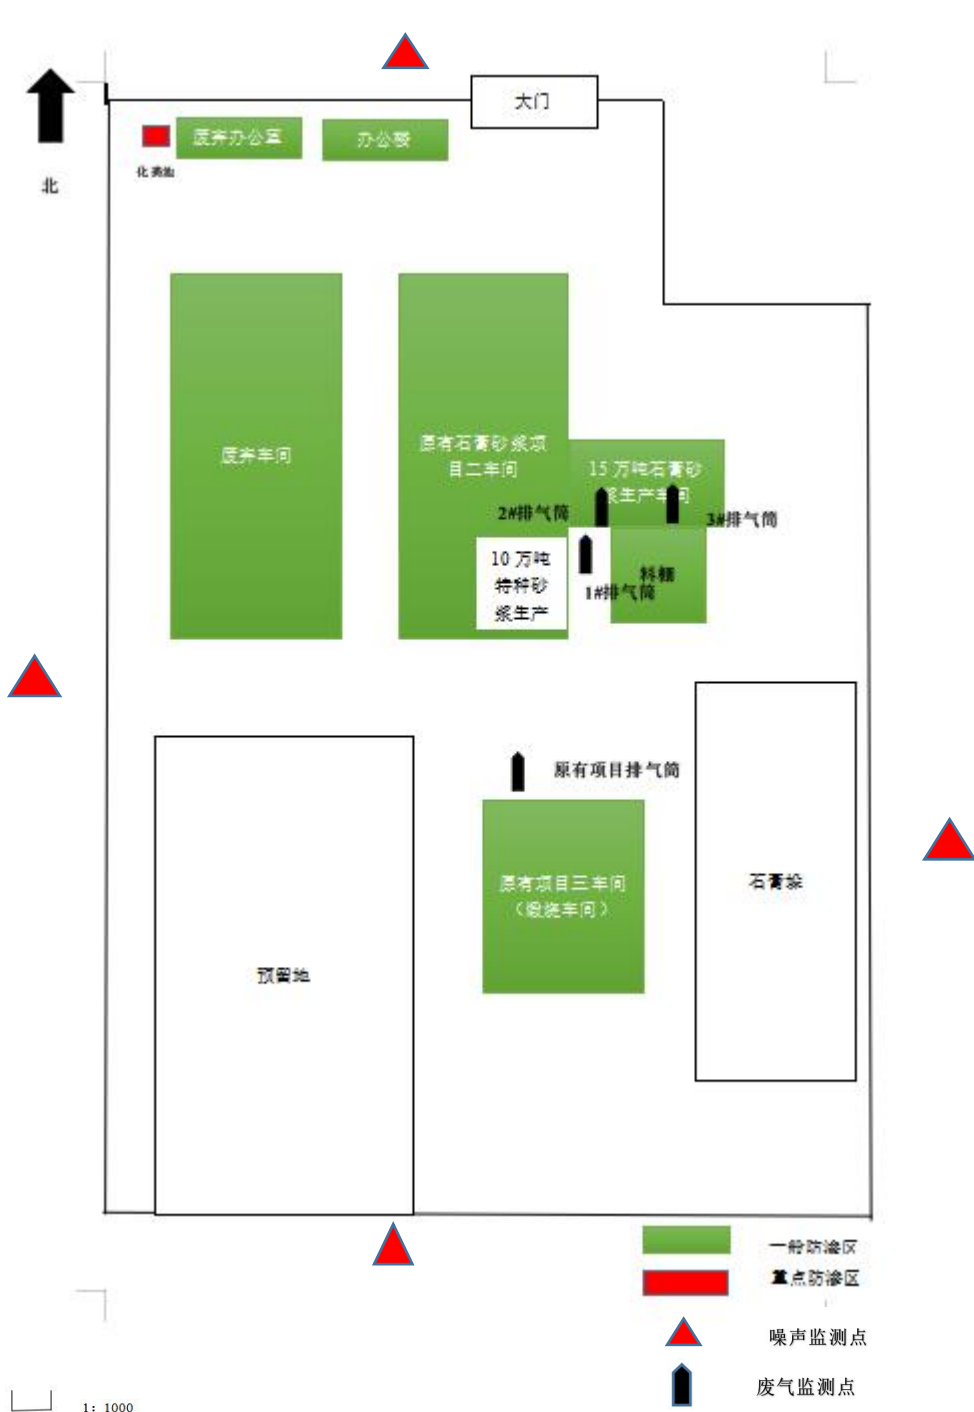 大门
废弃办公室
办公楼
化粪池
北
废弃车间
原有石膏砂浆项
目二车间
15 万吨石膏砂
浆生产车间
2#排气筒
3#排气筒
10 万吨
特种砂
浆生产
料棚
1#排气筒
原有项目排气筒
原有项目三车间
（煅烧车间）
石膏垛
预留地
一般防渗区
重点防渗区
噪声监测点
废气监测点
1：1000